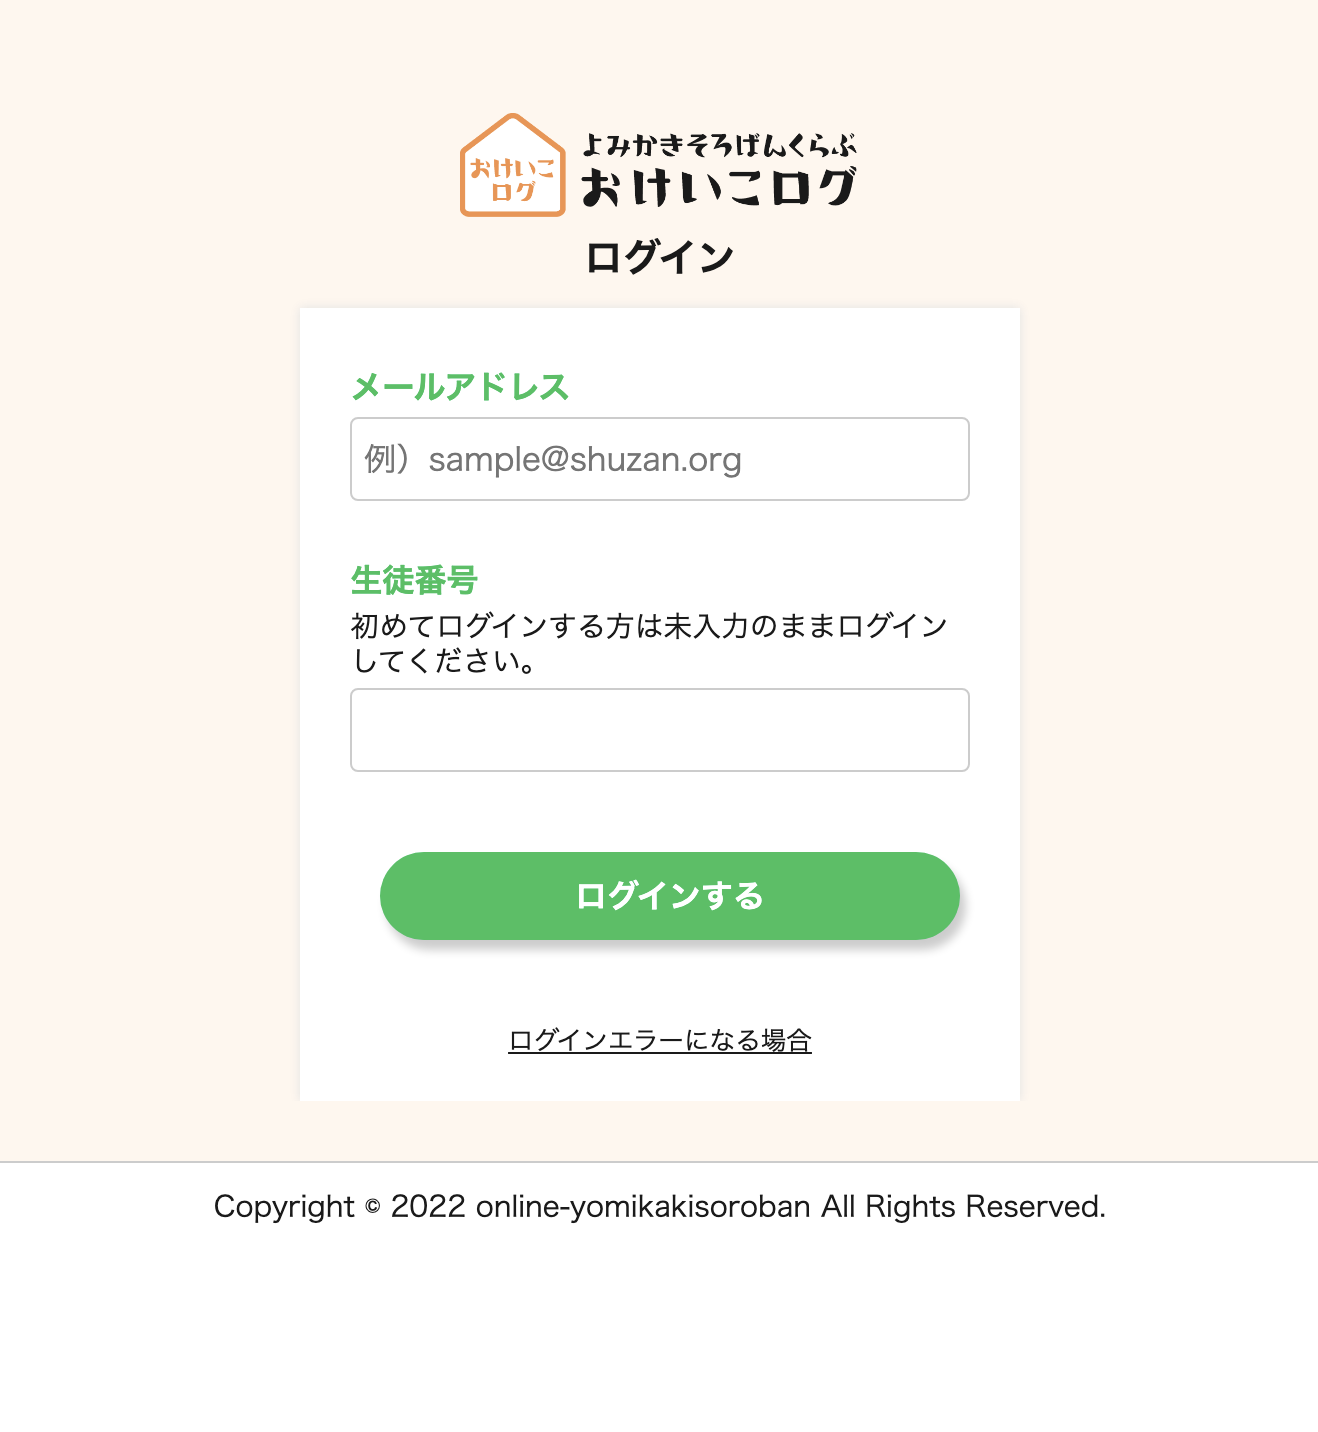 おけいこ
ログ
よみかきそろげんくらぶ
おけいこログ
ログイン
メールアドレス
例）sample@shuzan.org
生徒番号
初めてログインする方は未入力のままログイン
してください。
ログインする
ログインエラーになる場合
Copyright © 2022 online-yomikakisoroban All Rights Reserved.